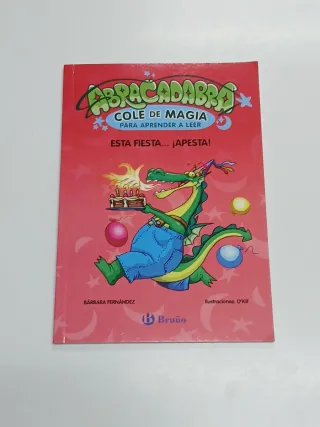 ABRACADABRA
COLE DE MAGIA
PARA APRENDER A LEER
ESTA FIESTA... ¡APESTA!
BÁRBARA FERNÁNDEZ
Ilustraciones: O'Kif
Bruño